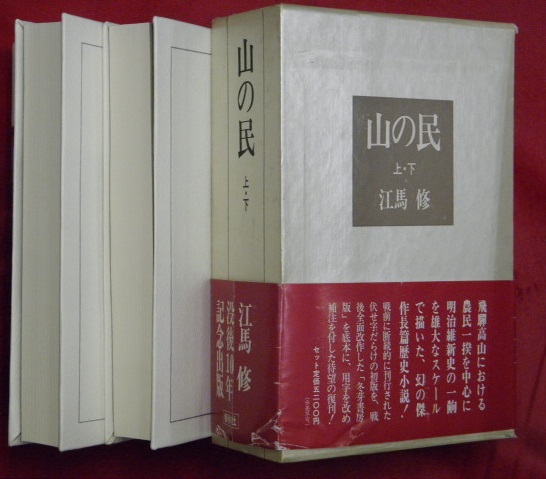 山の民
上・下
江馬 修
没後10年
記念出版
山の民
上・下
江馬 修
飛騨高山における
農民一揆を中心に
明治維新史の一齣
を雄大なスケール
で描いた、幻の傑
作長篇歴史小説!
戦前に断続的に刊行された
伏せ字だらけの初版を、戦
後全面改作した「冬芽書房
版」を底本に、用字を改め
補注を付した待望の復刊!
セット定価五二〇〇円